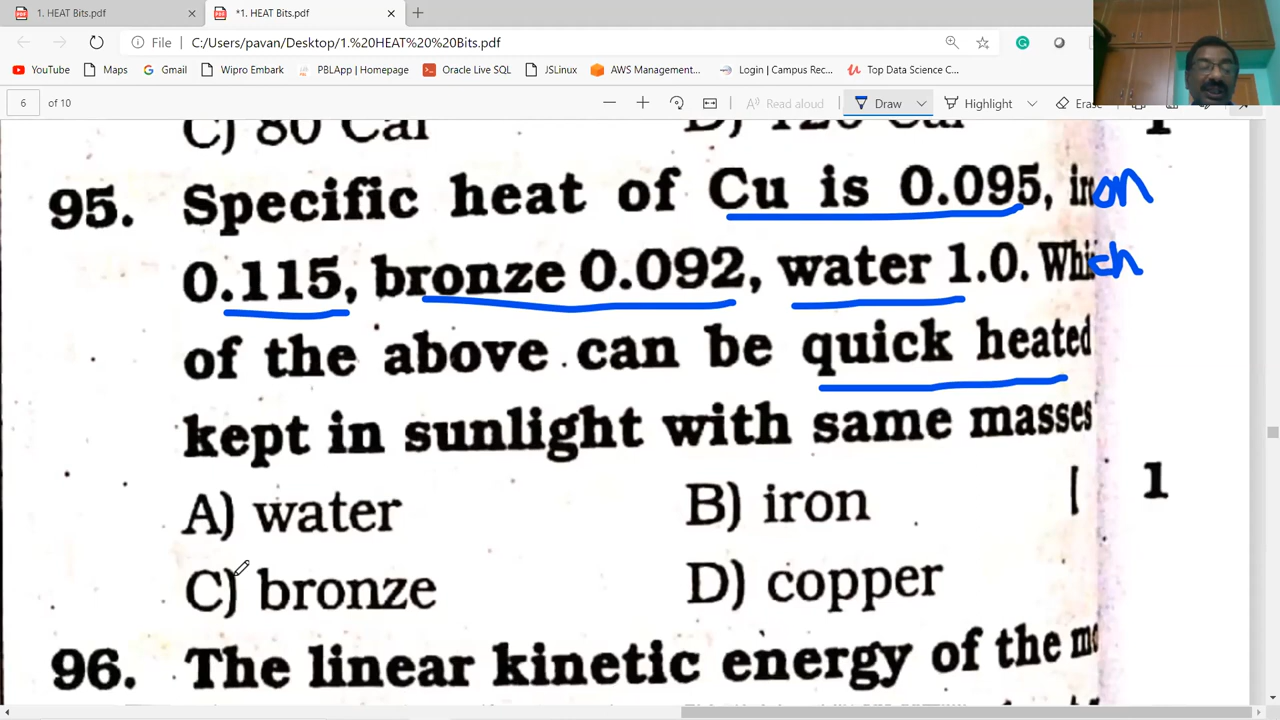 1. HEAT Bits.pdf
*1. HEAT Bits.pdf
File C:/Users/pavan/Desktop/1.%20HEAT%20%20Bits.pdf
YouTube Maps Gmail Wipro Embark PBLApp | Homepage Oracle Live SQL JSLinux AWS Management... Login | Campus Rec... Top Data Science C...
6 of 10 Read aloud Draw Highlight Erase
C) 80 Cal D) 120 Cal 1
95. Specific heat of Cu is 0.095, iron
0.115, bronze 0.092, water 1.0. Which
of the above can be quick heated
kept in sunlight with same masses
A) water B) iron [ 1
C) bronze D) copper
96. The linear kinetic energy of the